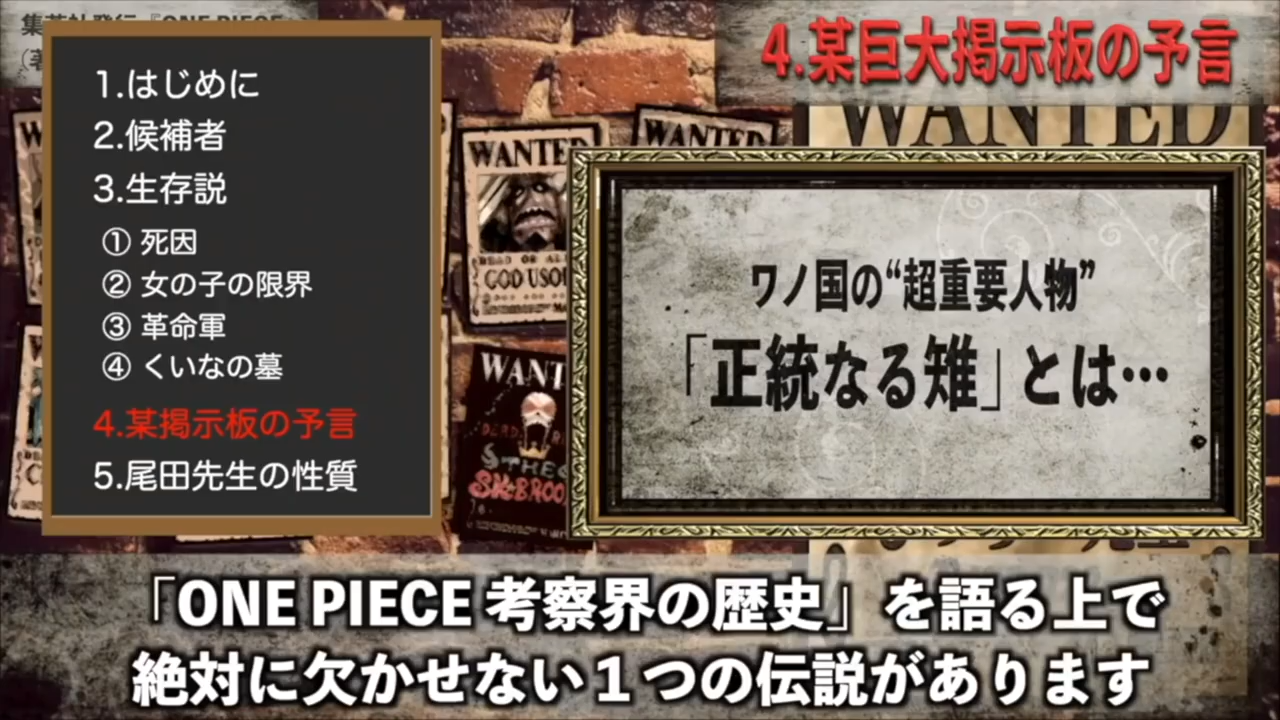 集英社発行『ONE PIECE
4.某巨大掲示板の予言
1.はじめに
2.候補者
3.生存説
① 死因
② 女の子の限界
③ 革命軍
④ くいなの墓
4.某掲示板の予言
5.尾田先生の性質
WANTED
WANTED
WANTED
DEAD OR AL
GOD USO
WANT
DEAD
ワノ国の“超重要人物”
「正統なる雉」とは…
「ONE PIECE 考察界の歴史」を語る上で
絶対に欠かせない１つの伝説があります